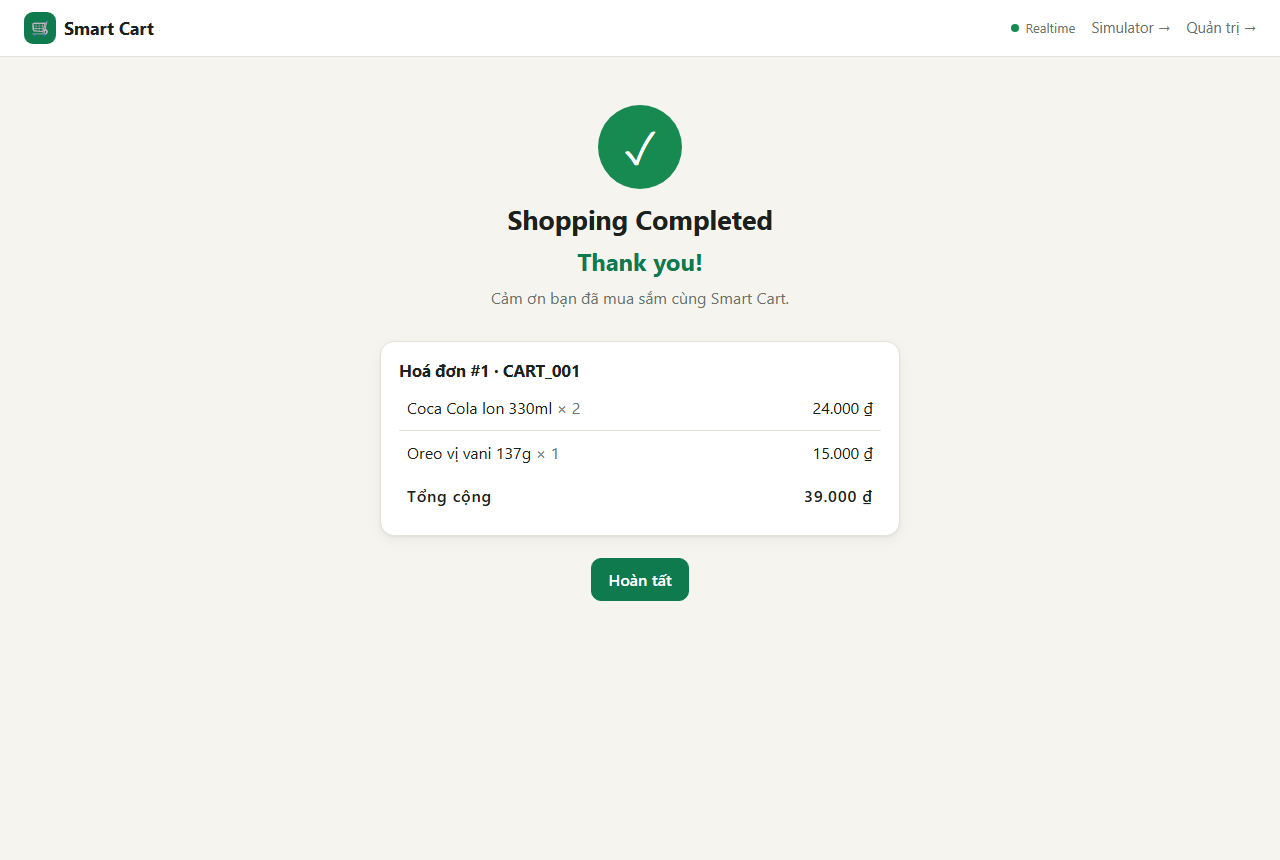 Smart Cart
Realtime Simulator → Quản trị →
Shopping Completed
Thank you!
Cảm ơn bạn đã mua sắm cùng Smart Cart.
Hoá đơn #1 · CART_001
Coca Cola lon 330ml × 2 24.000 ₫
Oreo vị vani 137g × 1 15.000 ₫
Tổng cộng 39.000 ₫
Hoàn tất